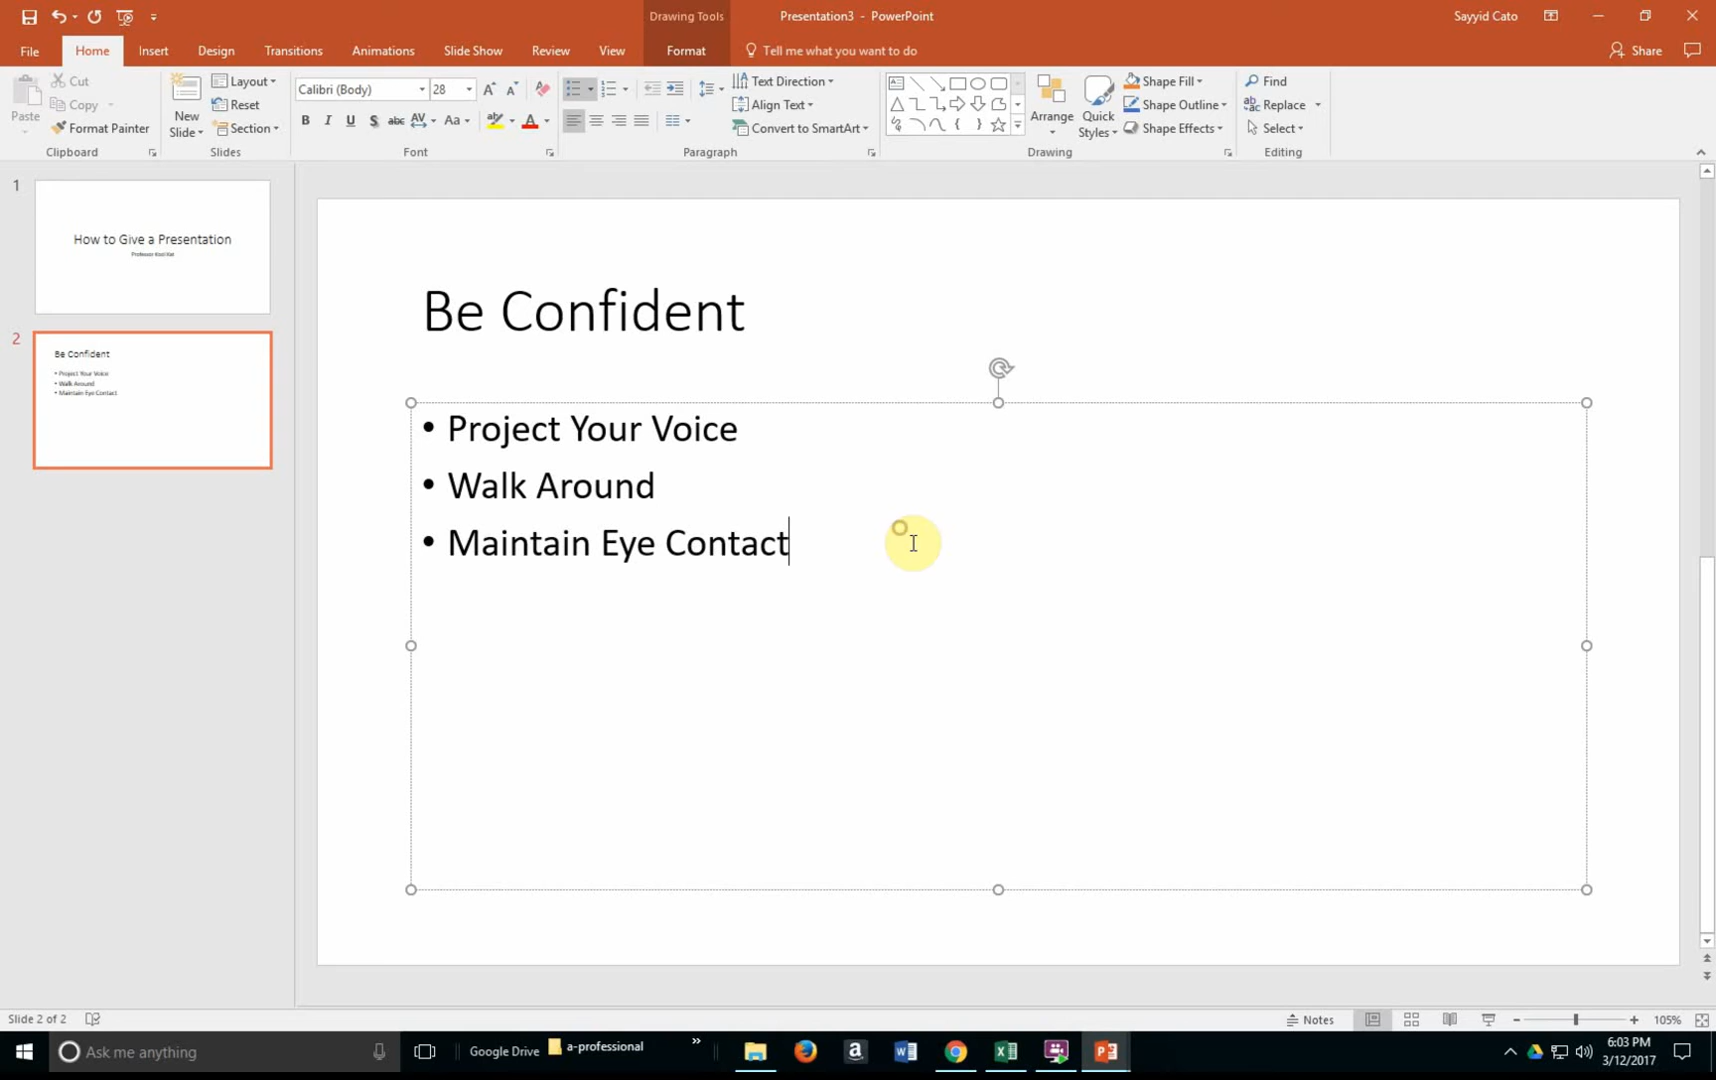 Drawing Tools
Presentation3 - PowerPoint
Sayyid Cato
File
Home
Insert
Design
Transitions
Animations
Slide Show
Review
View
Format
Tell me what you want to do
Share
Paste
Cut
Copy
Format Painter
Clipboard
New
Slide
Layout
Reset
Section
Slides
Calibri (Body)
28
B I U S abc AV Aa A
Font
Text Direction
Align Text
Convert to SmartArt
Paragraph
Arrange
Quick
Styles
Shape Fill
Shape Outline
Shape Effects
Drawing
Find
Replace
Select
Editing
1
How to Give a Presentation
2
Be Confident
• Project Your Voice
• Walk Around
• Maintain Eye Contact
Be Confident
• Project Your Voice
• Walk Around
• Maintain Eye Contact
Slide 2 of 2
Notes
105%
Ask me anything
Google Drive
a-professional
6:03 PM
3/12/2017